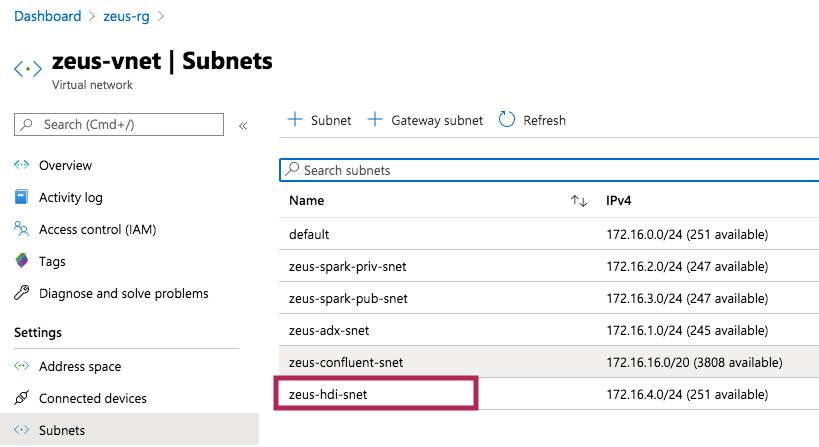 Dashboard > zeus-rg >
zeus-vnet | Subnets
Virtual network
Search (Cmd+/)
«
Overview
Activity log
Access control (IAM)
Tags
Diagnose and solve problems
Settings
Address space
Connected devices
Subnets
+ Subnet + Gateway subnet Refresh
Search subnets
Name ↑↓ IPv4
default 172.16.0.0/24 (251 available)
zeus-spark-priv-snet 172.16.2.0/24 (247 available)
zeus-spark-pub-snet 172.16.3.0/24 (247 available)
zeus-adx-snet 172.16.1.0/24 (245 available)
zeus-confluent-snet 172.16.16.0/20 (3808 available)
zeus-hdi-snet 172.16.4.0/24 (251 available)